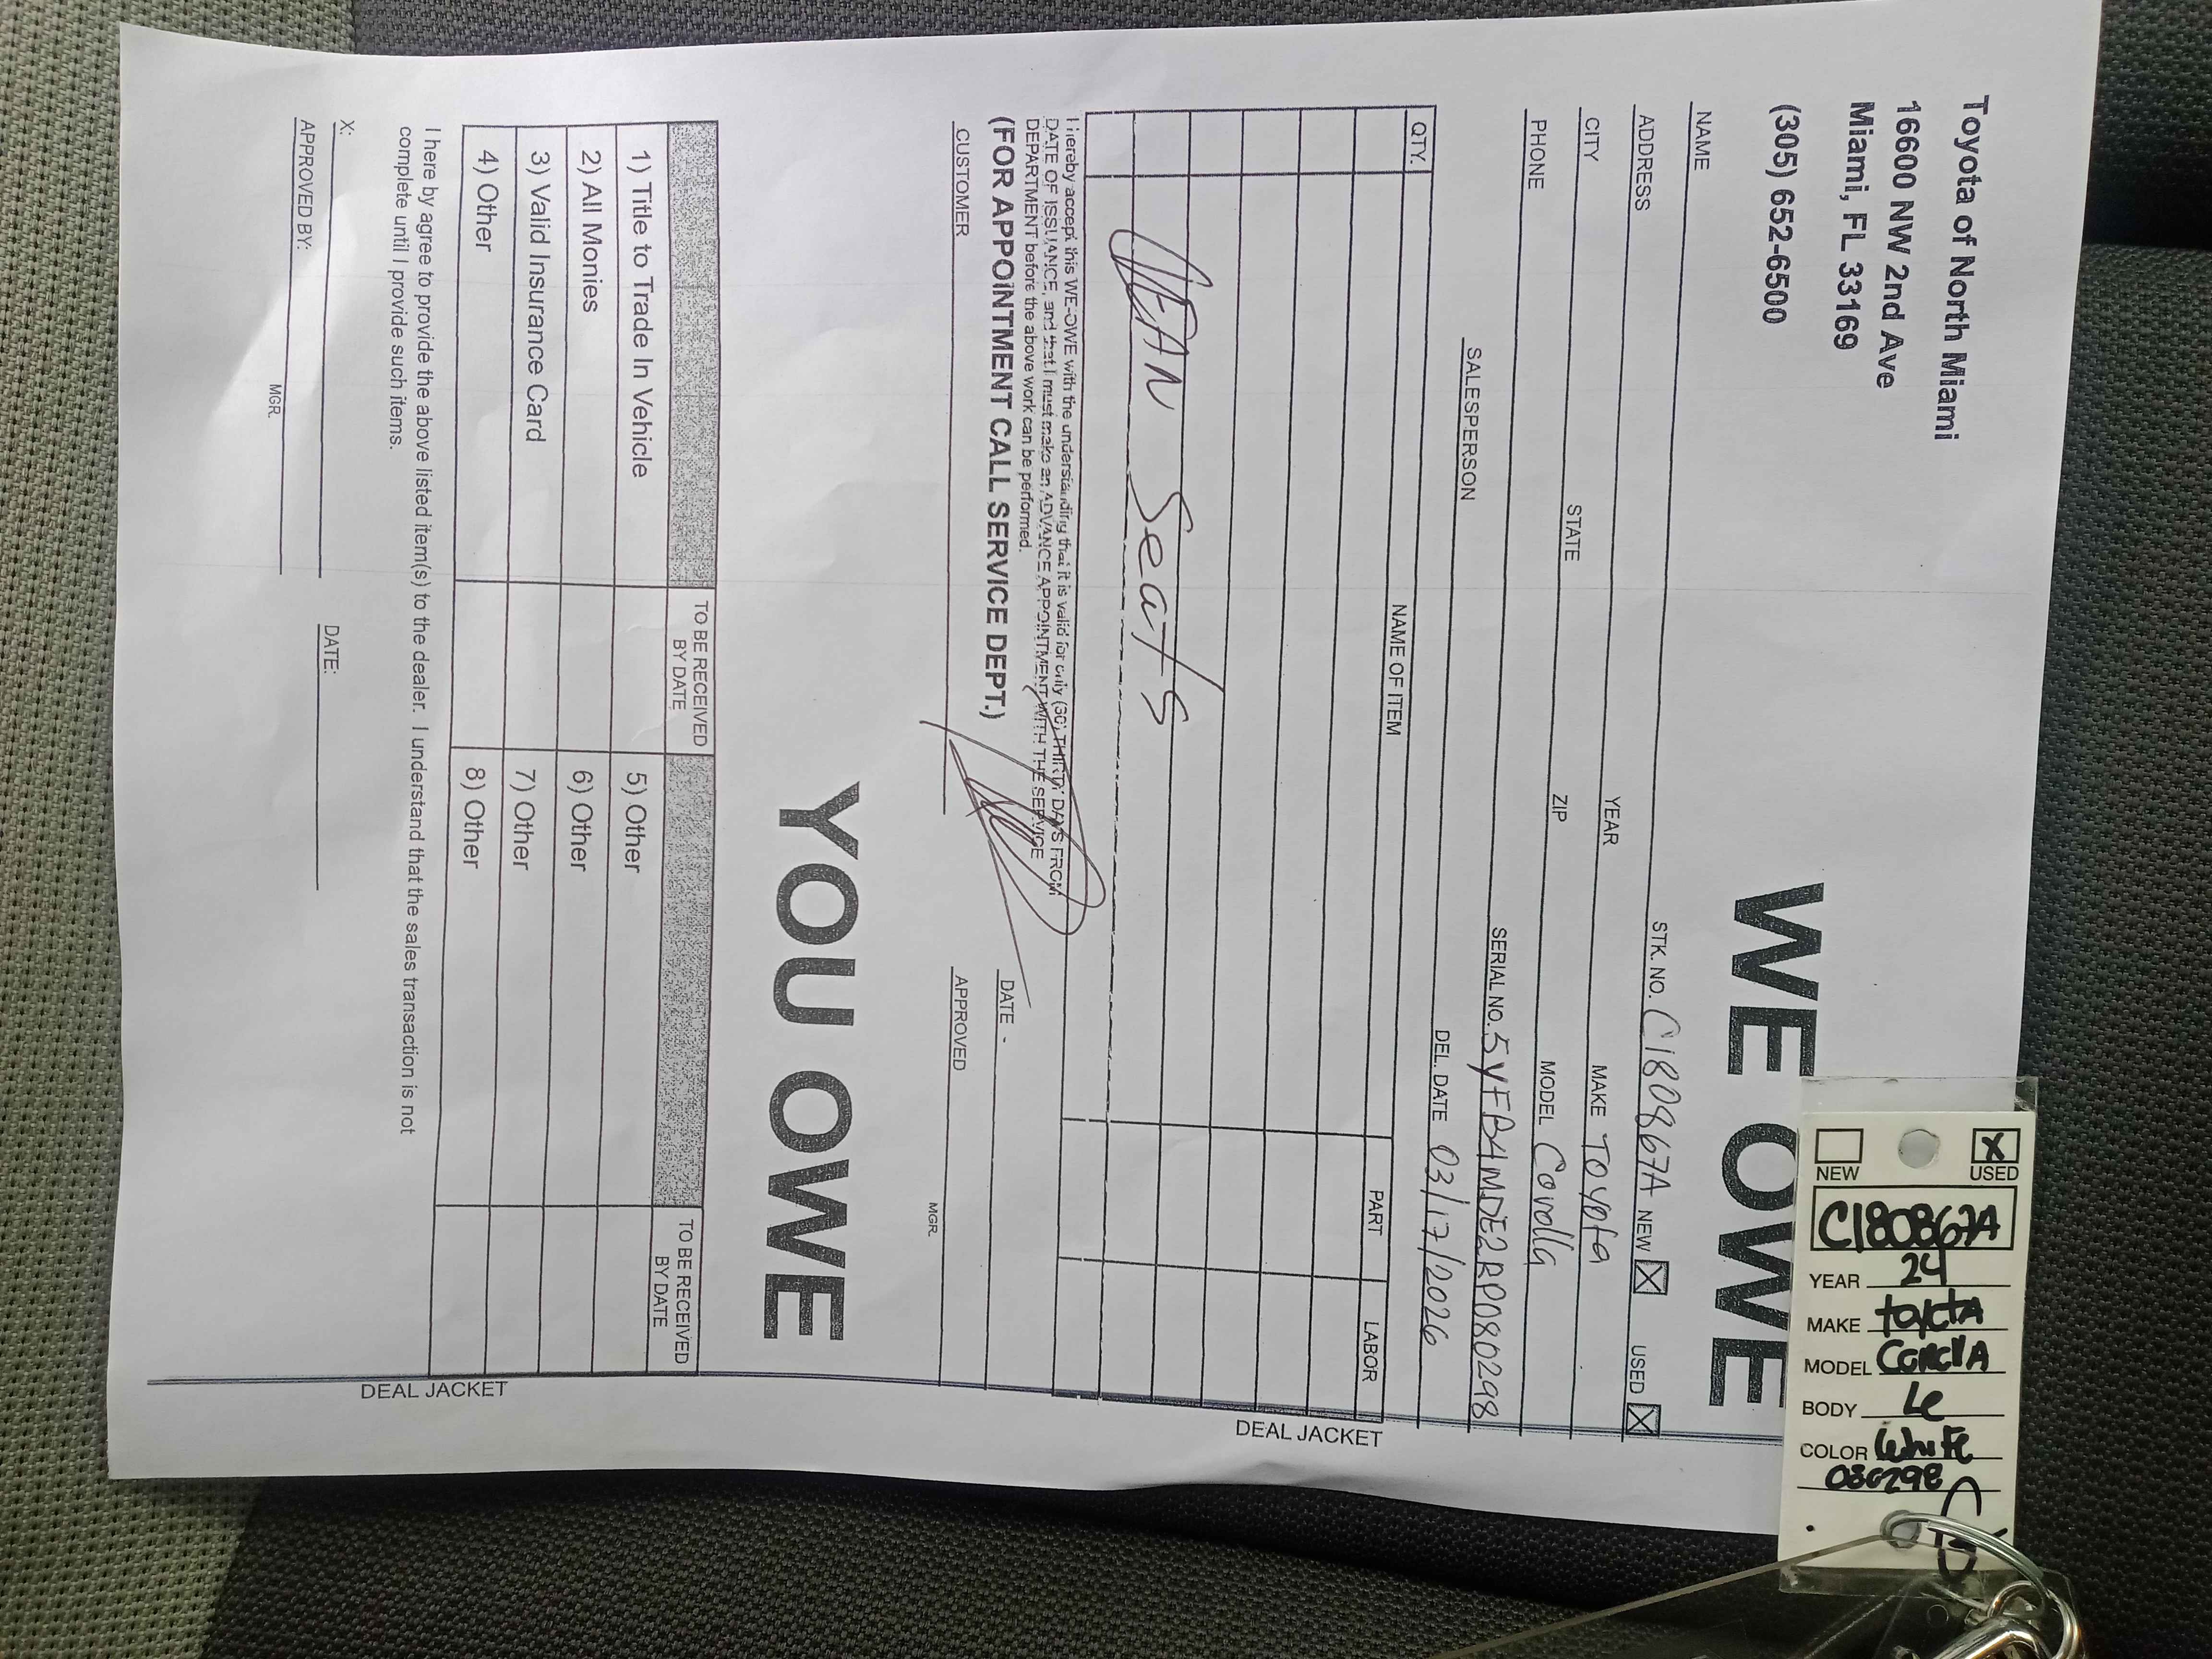 Toyota of North Miami
16600 NW 2nd Ave
Miami, FL 33169
(305) 652-6500
WE OWE
NAME
ADDRESS STK. NO. C180867A NEW ☒ USED ☒
CITY STATE ZIP YEAR MAKE TOYOTA
PHONE MODEL Corolla
SALESPERSON SERIAL NO. 5YFB4MDE2RP080298
DEL. DATE 03/17/2026
QTY. NAME OF ITEM PART LABOR
CLEAN Seats
I hereby accept this WE-OWE with the understanding that it is valid for only (30) THIRTY DAYS FROM
DATE OF ISSUANCE, and that I must make an ADVANCE APPOINTMENT WITH THE SERVICE
DEPARTMENT before the above work can be performed.
(FOR APPOINTMENT CALL SERVICE DEPT.)
DATE -
CUSTOMER APPROVED
MGR.
DEAL JACKET
YOU OWE
TO BE RECEIVED BY DATE TO BE RECEIVED BY DATE
1) Title to Trade In Vehicle 5) Other
2) All Monies 6) Other
3) Valid Insurance Card 7) Other
4) Other 8) Other
I here by agree to provide the above listed item(s) to the dealer. I understand that the sales transaction is not
complete until I provide such items.
X: DATE:
APPROVED BY:
MGR.
DEAL JACKET
NEW ☒ USED
C180867A
YEAR 24
MAKE toyotA
MODEL CorollA
BODY Le
COLOR White
080298